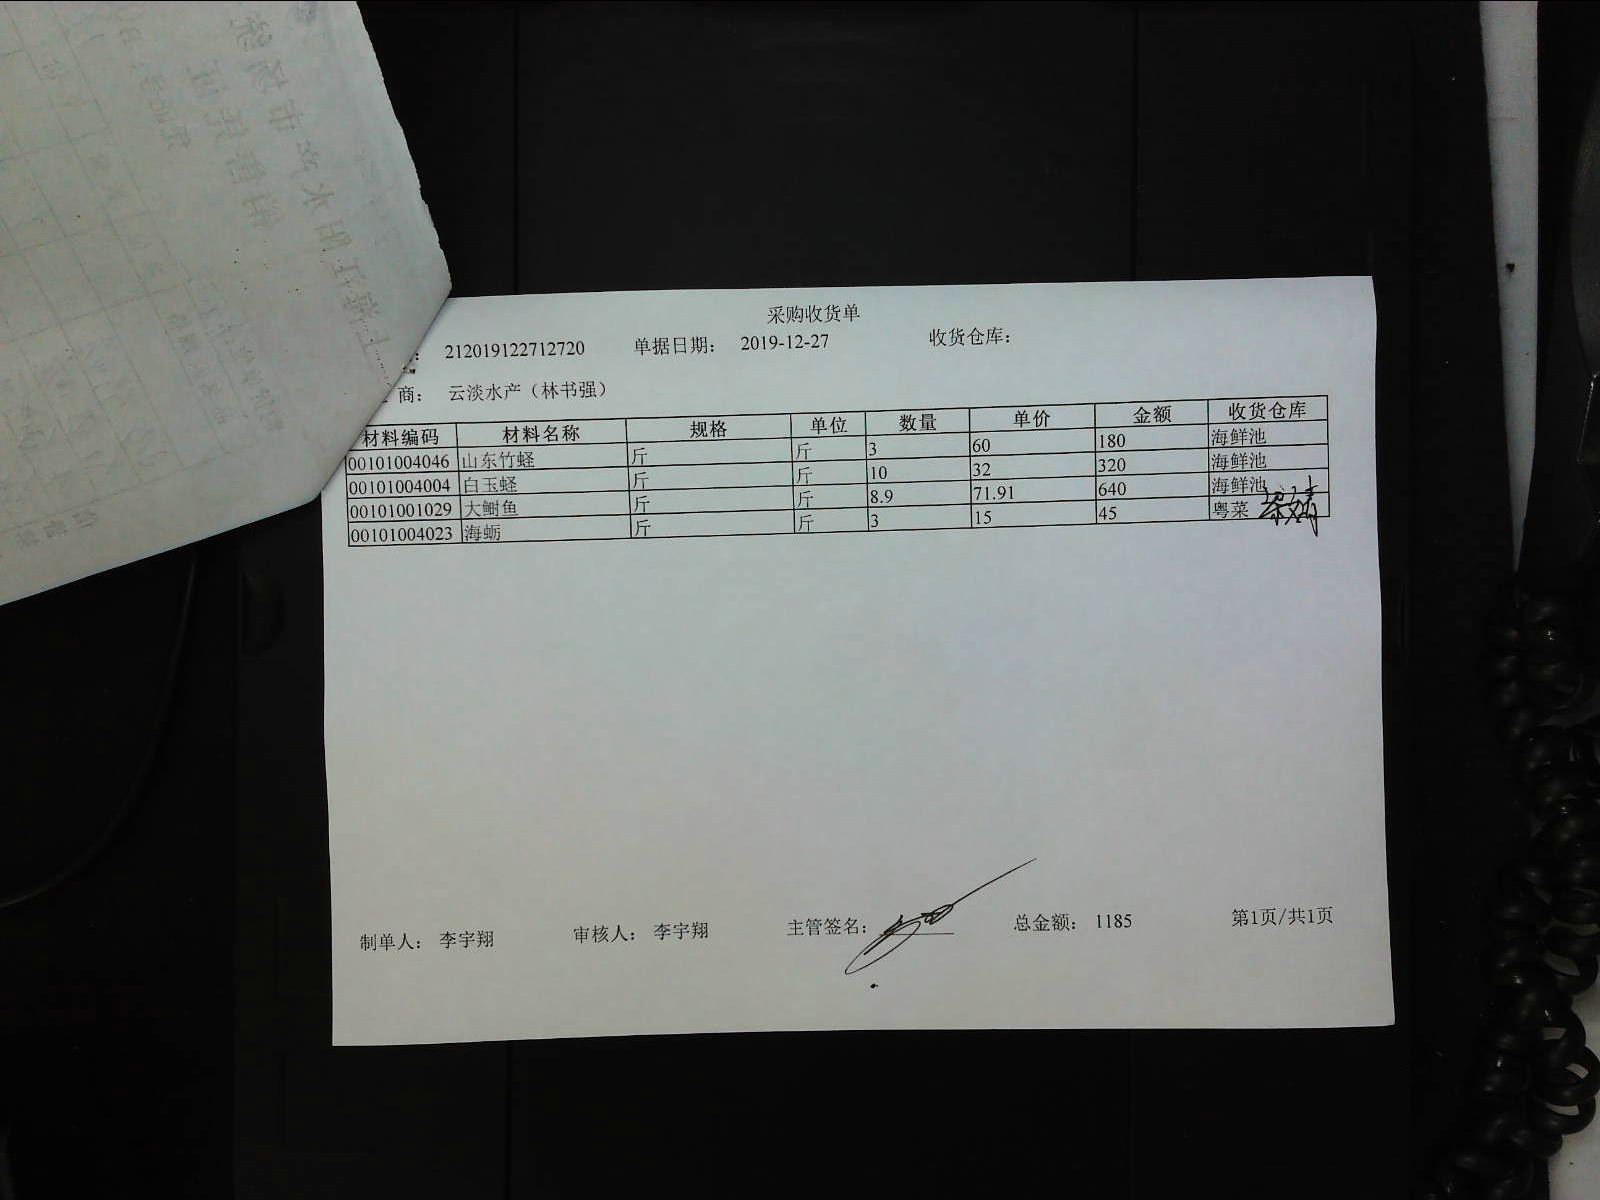 采购收货单
212019122712720 单据日期： 2019-12-27 收货仓库：
商： 云淡水产（林书强）
材料编码 材料名称 规格 单位 数量 单价 金额 收货仓库
00101004046 山东竹蛏 斤 斤 3 60 180 海鲜池
00101004004 白玉蛏 斤 斤 10 32 320 海鲜池
00101001029 大鲋鱼 斤 斤 8.9 71.91 640 海鲜池
00101004023 海蛎 斤 斤 3 15 45 粤菜
制单人： 李宇翔 审核人： 李宇翔 主管签名： 总金额： 1185 第1页/共1页